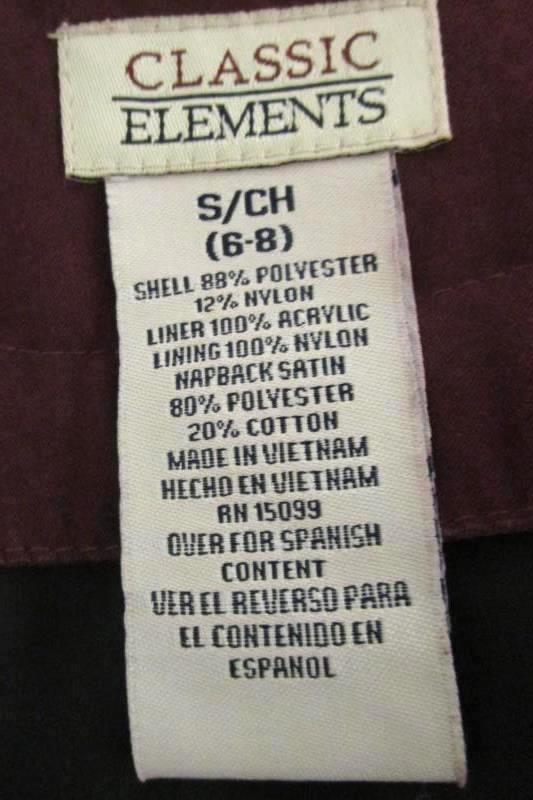 CLASSIC
ELEMENTS
S/CH
(6-8)
SHELL 88% POLYESTER
12% NYLON
LINER 100% ACRYLIC
LINING 100% NYLON
NAPBACK SATIN
80% POLYESTER
20% COTTON
MADE IN VIETNAM
HECHO EN VIETNAM
RN 15099
OVER FOR SPANISH
CONTENT
VER EL REVERSO PARA
EL CONTENIDO EN
ESPANOL